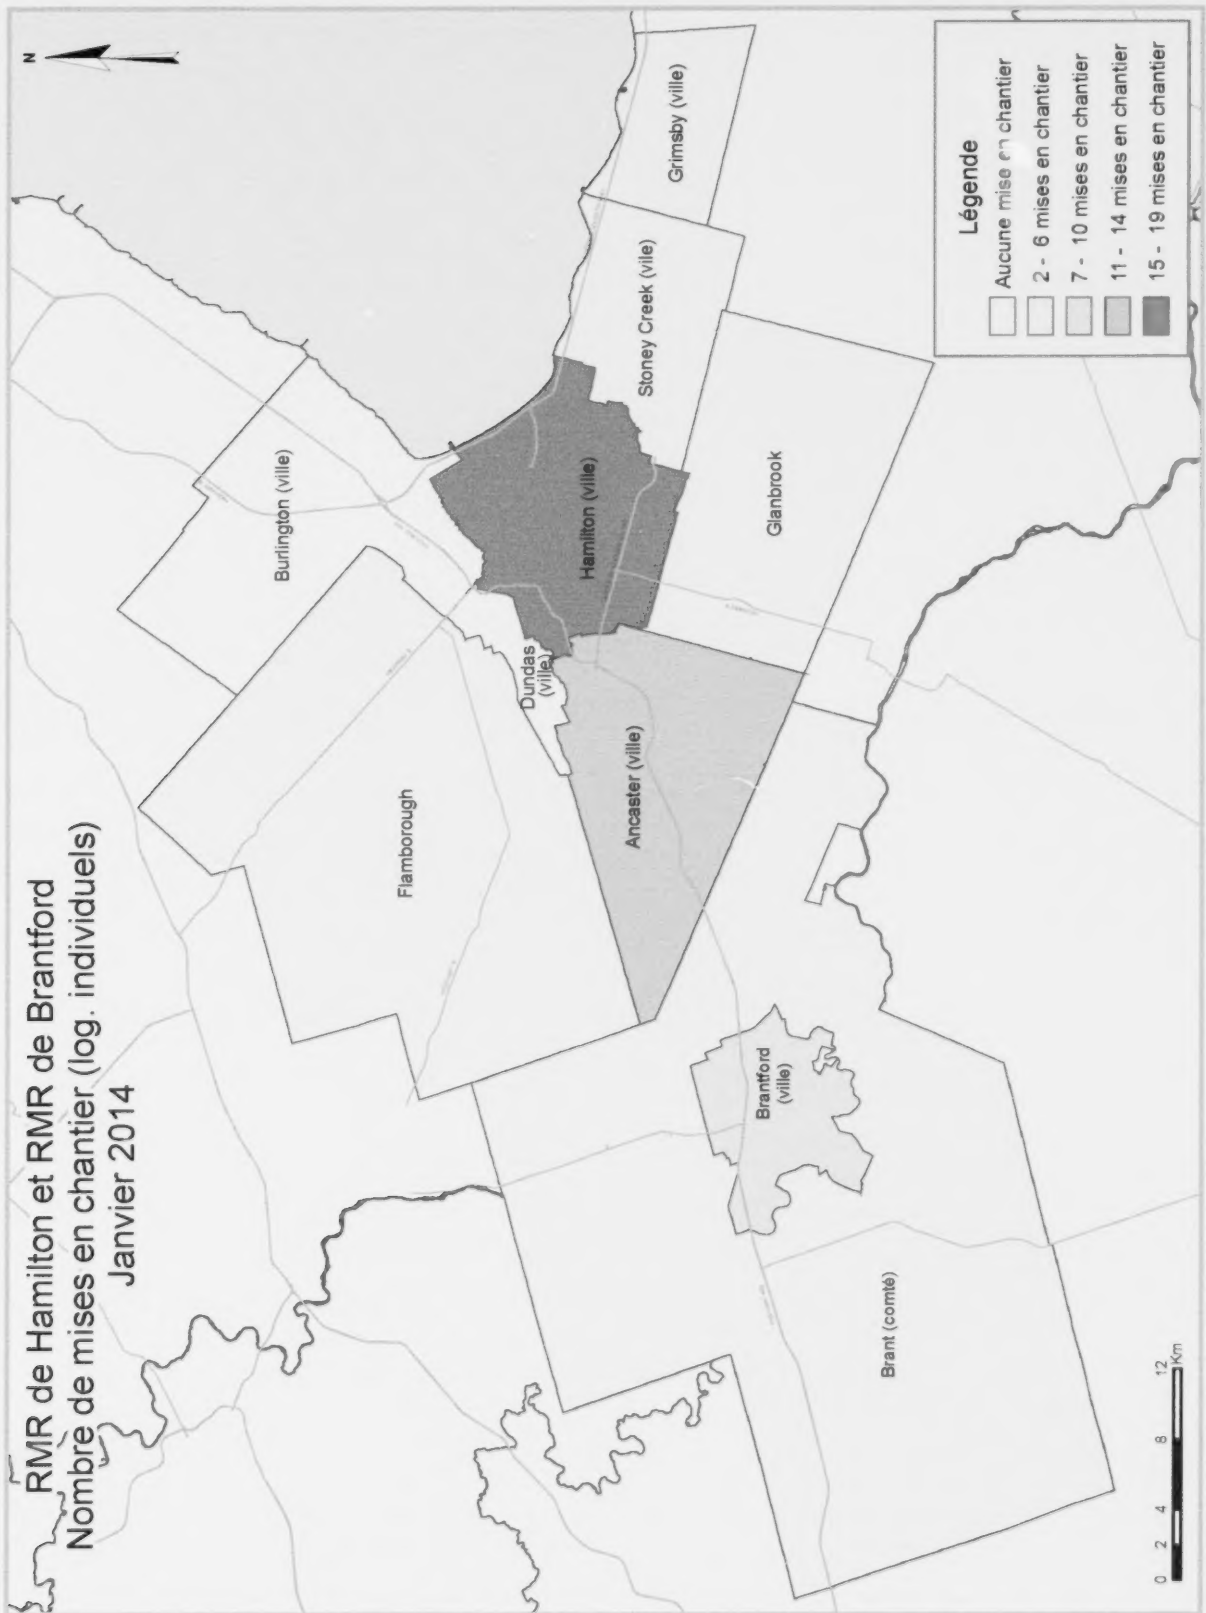 RMR de Hamilton et RMR de Brantford
Nombre de mises en chantier (log. individuels)
Janvier 2014
N
Burlington (ville)
Flamborough
Dundas
(ville)
Hamilton (ville)
Stoney Creek (ville)
Grimsby (ville)
Ancaster (ville)
Glanbrook
Brantford
(ville)
Brant (comté)
Légende
Aucune mise en chantier
2 - 6 mises en chantier
7 - 10 mises en chantier
11 - 14 mises en chantier
15 - 19 mises en chantier
0 2 4 8 12
Km